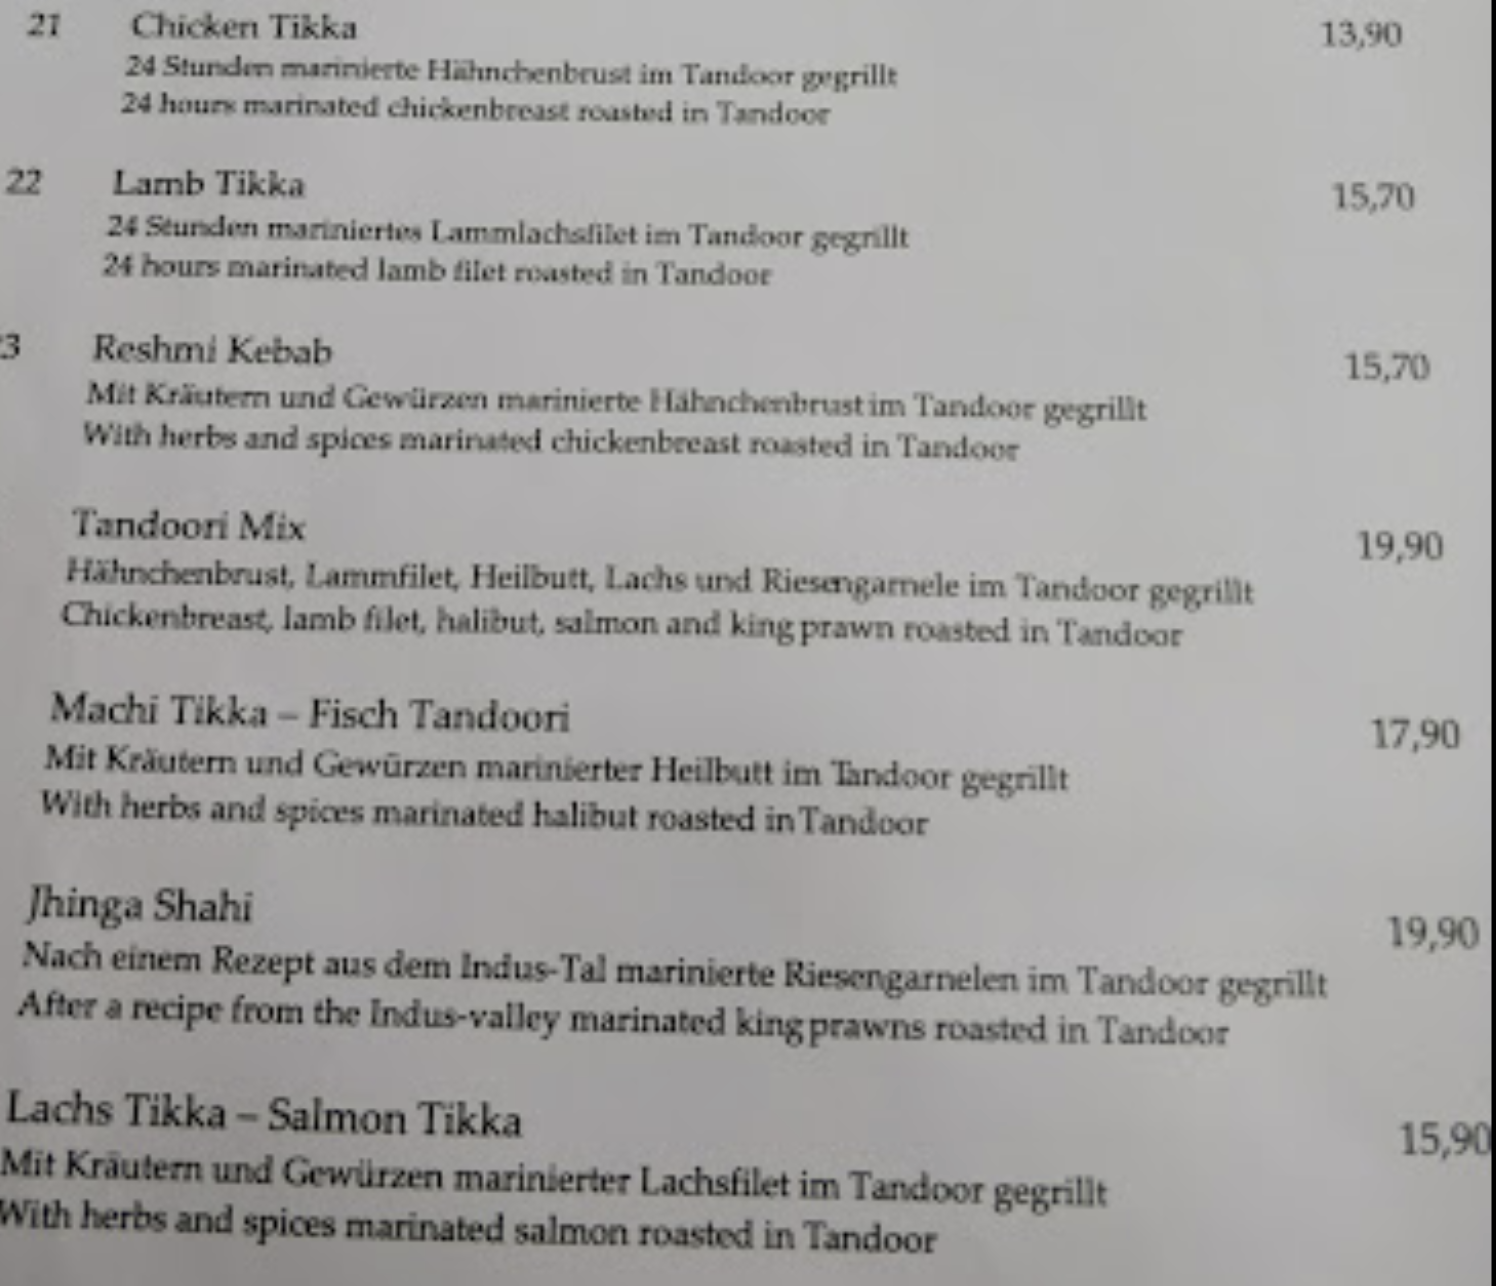 21 Chicken Tikka 13,90
24 Stunden marinierte Hähnchenbrust im Tandoor gegrillt
24 hours marinated chickenbreast roasted in Tandoor
22 Lamb Tikka 15,70
24 Stunden mariniertes Lammlachsfilet im Tandoor gegrillt
24 hours marinated lamb filet roasted in Tandoor
3 Reshmi Kebab 15,70
Mit Kräutern und Gewürzen marinierte Hähnchenbrust im Tandoor gegrillt
With herbs and spices marinated chickenbreast roasted in Tandoor
Tandoori Mix 19,90
Hähnchenbrust, Lammfilet, Heilbutt, Lachs und Riesengarnele im Tandoor gegrillt
Chickenbreast, lamb filet, halibut, salmon and king prawn roasted in Tandoor
Machi Tikka – Fisch Tandoori 17,90
Mit Kräutern und Gewürzen marinierter Heilbutt im Tandoor gegrillt
With herbs and spices marinated halibut roasted in Tandoor
Jhinga Shahi 19,90
Nach einem Rezept aus dem Indus-Tal marinierte Riesengarnelen im Tandoor gegrillt
After a recipe from the Indus-valley marinated king prawns roasted in Tandoor
Lachs Tikka – Salmon Tikka 15,90
Mit Kräutern und Gewürzen marinierter Lachsfilet im Tandoor gegrillt
With herbs and spices marinated salmon roasted in Tandoor